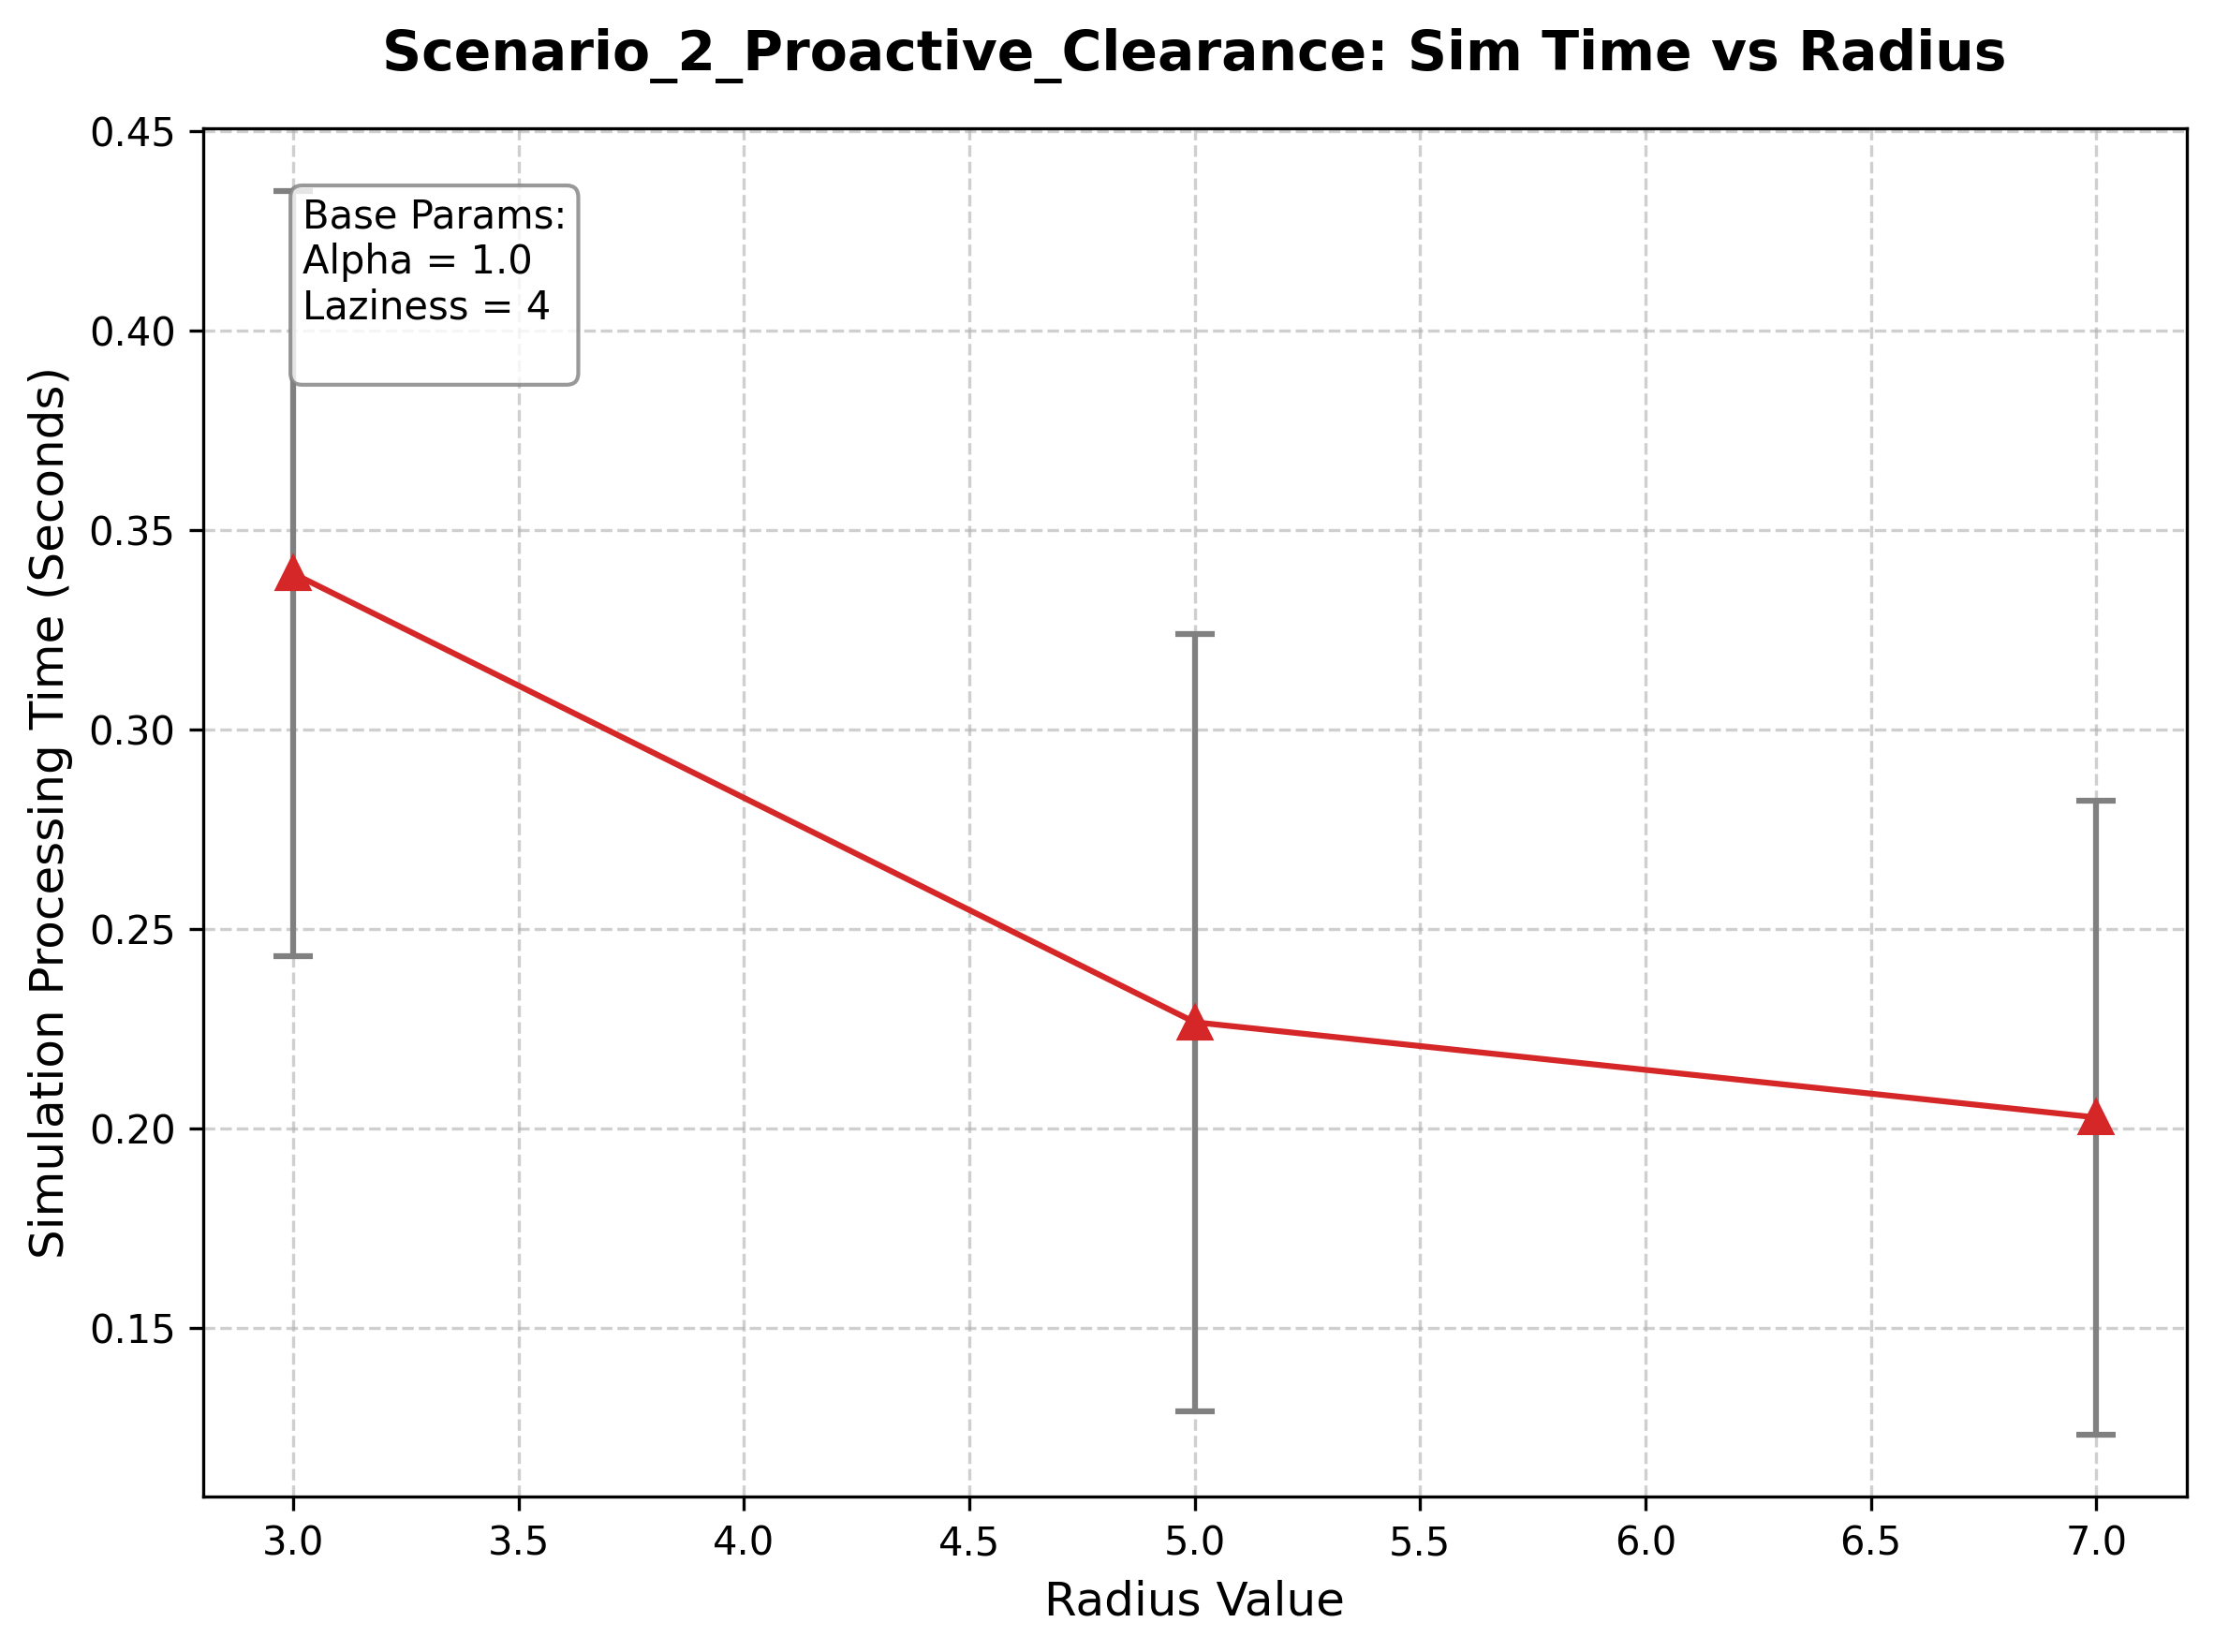 Scenario_2_Proactive_Clearance: Sim Time vs Radius
Simulation Processing Time (Seconds)
0.45
0.40
0.35
0.30
0.25
0.20
0.15
Base Params:
Alpha = 1.0
Laziness = 4
3.0 3.5 4.0 4.5 5.0 5.5 6.0 6.5 7.0
Radius Value